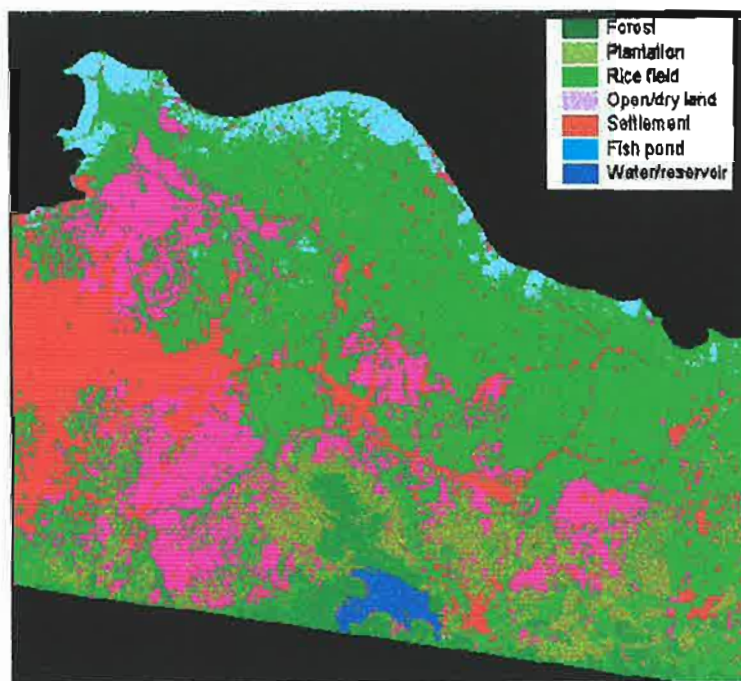 Forest
Plantation
Rice field
Open/dry land
Settlement
Fish pond
Water/reservoir